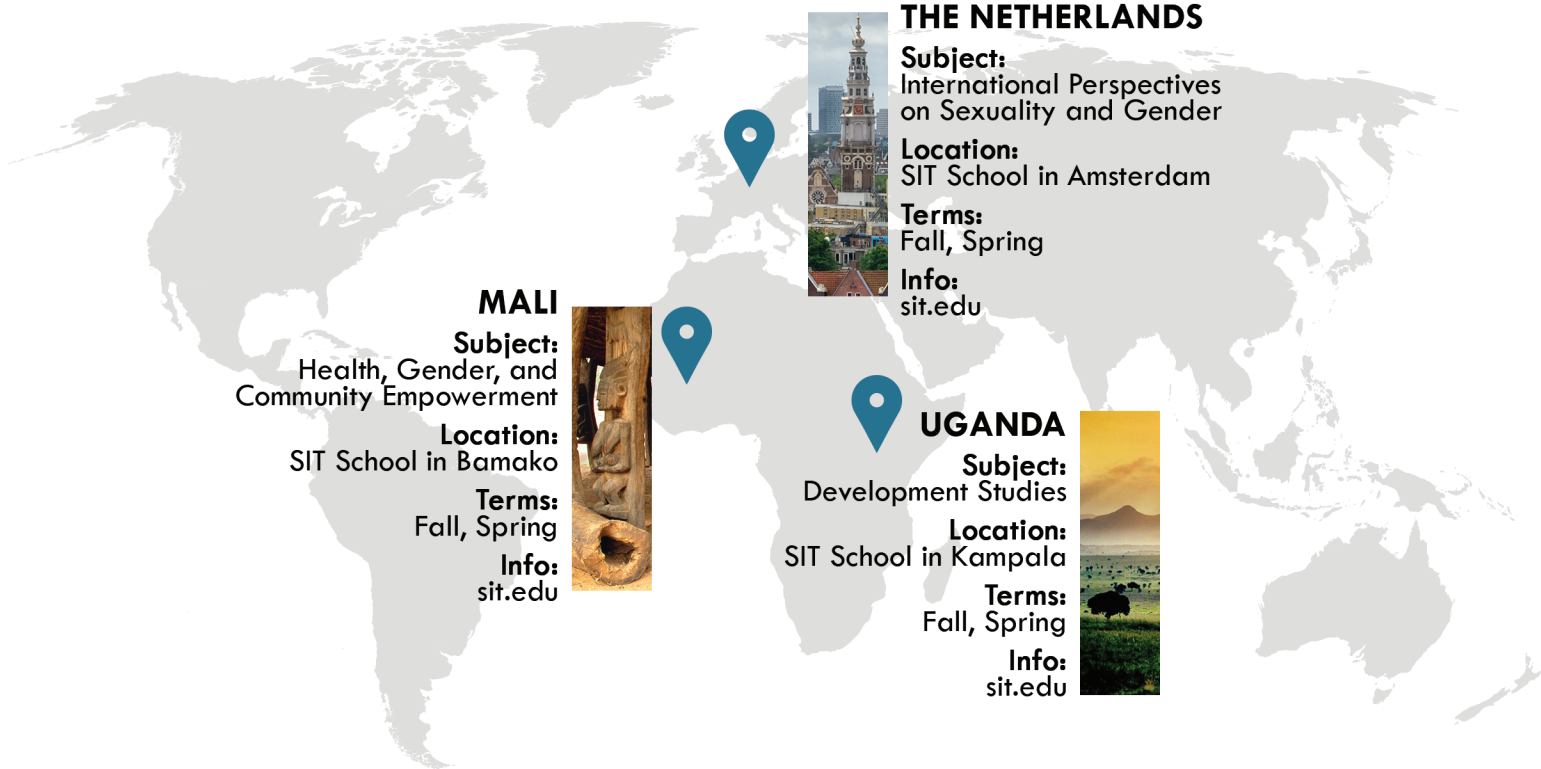 THE NETHERLANDS
Subject:
International Perspectives
on Sexuality and Gender
Location:
SIT School in Amsterdam
Terms:
Fall, Spring
Info:
sit.edu
MALI
Subject:
Health, Gender, and
Community Empowerment
Location:
SIT School in Bamako
Terms:
Fall, Spring
Info:
sit.edu
UGANDA
Subject:
Development Studies
Location:
SIT School in Kampala
Terms:
Fall, Spring
Info:
sit.edu